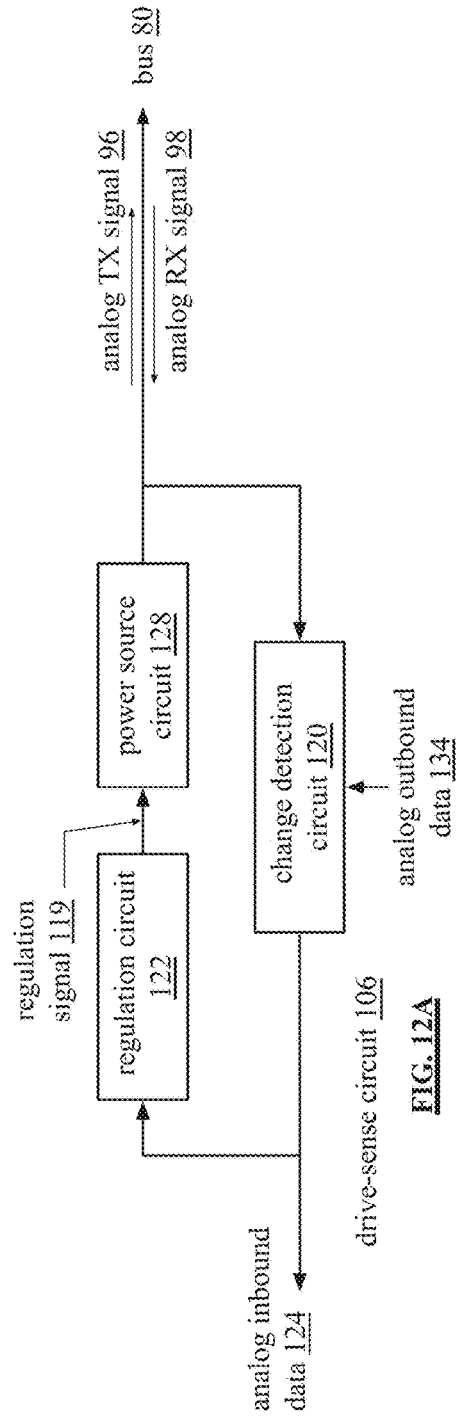 regulation
signal 119
regulation circuit
122
power source
circuit 128
analog TX signal 96
analog RX signal 98
bus 80
change detection
circuit 120
analog outbound
data 134
analog inbound
data 124
drive-sense circuit 106
FIG. 12A